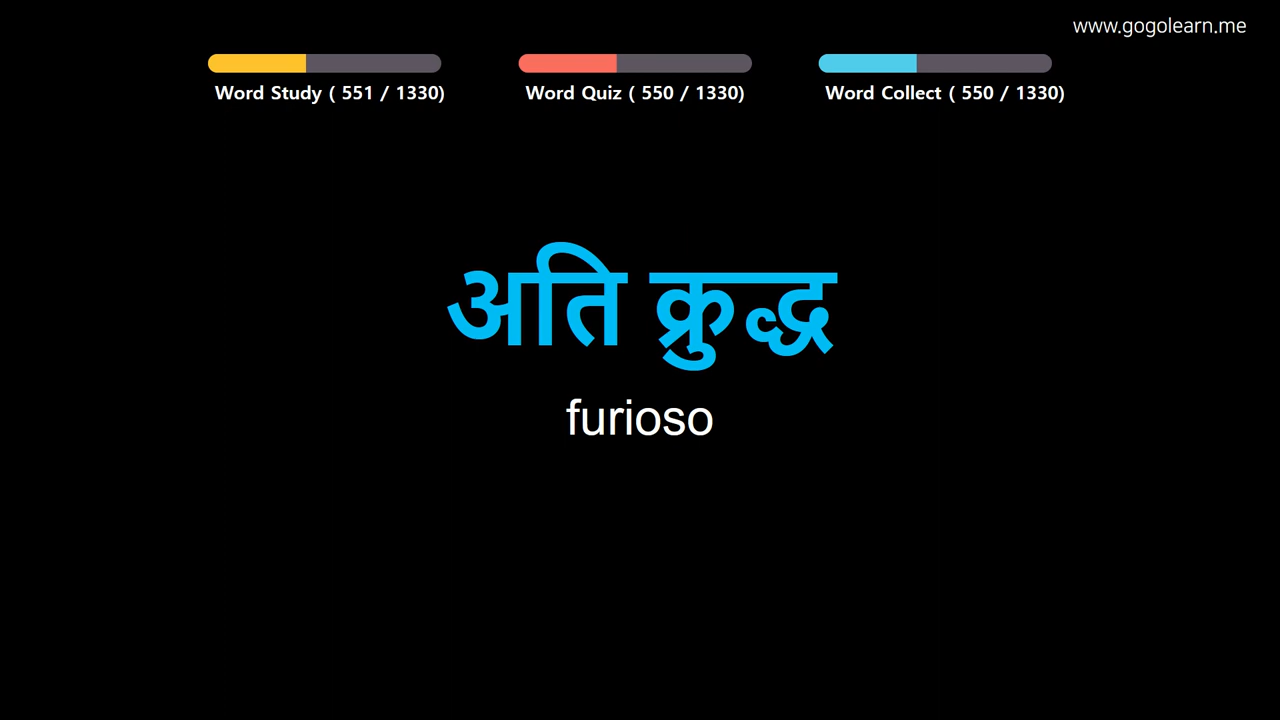 www.gogolearn.me
Word Study ( 551 / 1330)
Word Quiz ( 550 / 1330)
Word Collect ( 550 / 1330)
अति क्रुद्ध
furioso